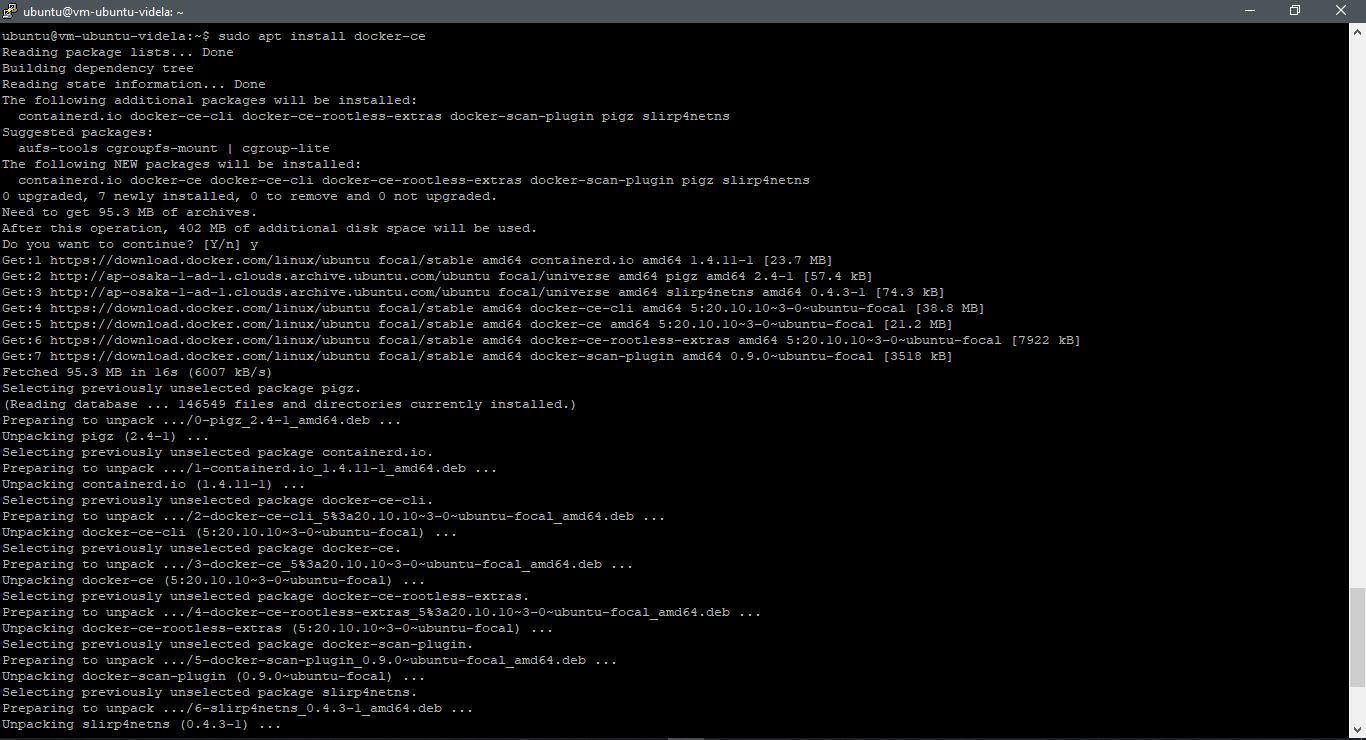 ubuntu@vm-ubuntu-videla: ~
ubuntu@vm-ubuntu-videla:~$ sudo apt install docker-ce
Reading package lists... Done
Building dependency tree
Reading state information... Done
The following additional packages will be installed:
  containerd.io docker-ce-cli docker-ce-rootless-extras docker-scan-plugin pigz slirp4netns
Suggested packages:
  aufs-tools cgroupfs-mount | cgroup-lite
The following NEW packages will be installed:
  containerd.io docker-ce docker-ce-cli docker-ce-rootless-extras docker-scan-plugin pigz slirp4netns
0 upgraded, 7 newly installed, 0 to remove and 0 not upgraded.
Need to get 95.3 MB of archives.
After this operation, 402 MB of additional disk space will be used.
Do you want to continue? [Y/n] y
Get:1 https://download.docker.com/linux/ubuntu focal/stable amd64 containerd.io amd64 1.4.11-1 [23.7 MB]
Get:2 http://ap-osaka-1-ad-1.clouds.archive.ubuntu.com/ubuntu focal/universe amd64 pigz amd64 2.4-1 [57.4 kB]
Get:3 http://ap-osaka-1-ad-1.clouds.archive.ubuntu.com/ubuntu focal/universe amd64 slirp4netns amd64 0.4.3-1 [74.3 kB]
Get:4 https://download.docker.com/linux/ubuntu focal/stable amd64 docker-ce-cli amd64 5:20.10.10~3-0~ubuntu-focal [38.8 MB]
Get:5 https://download.docker.com/linux/ubuntu focal/stable amd64 docker-ce amd64 5:20.10.10~3-0~ubuntu-focal [21.2 MB]
Get:6 https://download.docker.com/linux/ubuntu focal/stable amd64 docker-ce-rootless-extras amd64 5:20.10.10~3-0~ubuntu-focal [7922 kB]
Get:7 https://download.docker.com/linux/ubuntu focal/stable amd64 docker-scan-plugin amd64 0.9.0~ubuntu-focal [3518 kB]
Fetched 95.3 MB in 16s (6007 kB/s)
Selecting previously unselected package pigz.
(Reading database ... 146549 files and directories currently installed.)
Preparing to unpack .../0-pigz_2.4-1_amd64.deb ...
Unpacking pigz (2.4-1) ...
Selecting previously unselected package containerd.io.
Preparing to unpack .../1-containerd.io_1.4.11-1_amd64.deb ...
Unpacking containerd.io (1.4.11-1) ...
Selecting previously unselected package docker-ce-cli.
Preparing to unpack .../2-docker-ce-cli_5%3a20.10.10~3-0~ubuntu-focal_amd64.deb ...
Unpacking docker-ce-cli (5:20.10.10~3-0~ubuntu-focal) ...
Selecting previously unselected package docker-ce.
Preparing to unpack .../3-docker-ce_5%3a20.10.10~3-0~ubuntu-focal_amd64.deb ...
Unpacking docker-ce (5:20.10.10~3-0~ubuntu-focal) ...
Selecting previously unselected package docker-ce-rootless-extras.
Preparing to unpack .../4-docker-ce-rootless-extras_5%3a20.10.10~3-0~ubuntu-focal_amd64.deb ...
Unpacking docker-ce-rootless-extras (5:20.10.10~3-0~ubuntu-focal) ...
Selecting previously unselected package docker-scan-plugin.
Preparing to unpack .../5-docker-scan-plugin_0.9.0~ubuntu-focal_amd64.deb ...
Unpacking docker-scan-plugin (0.9.0~ubuntu-focal) ...
Selecting previously unselected package slirp4netns.
Preparing to unpack .../6-slirp4netns_0.4.3-1_amd64.deb ...
Unpacking slirp4netns (0.4.3-1) ...